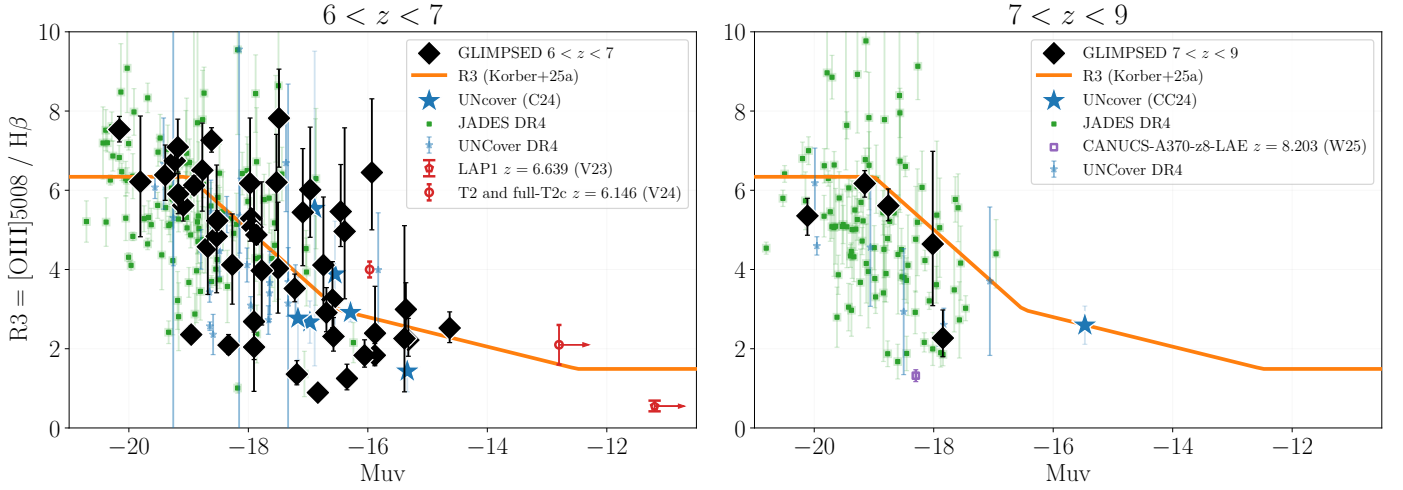 6 < z < 7
R3 = [OIII]5008 / Hβ
10
8
6
4
2
0
GLIMPSED 6 < z < 7
R3 (Korber+25a)
UNcover (C24)
JADES DR4
UNCover DR4
LAP1 z = 6.639 (V23)
T2 and full-T2c z = 6.146 (V24)
−20 −18 −16 −14 −12
Muv
7 < z < 9
10
8
6
4
2
0
GLIMPSED 7 < z < 9
R3 (Korber+25a)
UNcover (CC24)
JADES DR4
CANUCS-A370-z8-LAE z = 8.203 (W25)
UNCover DR4
−20 −18 −16 −14 −12
Muv